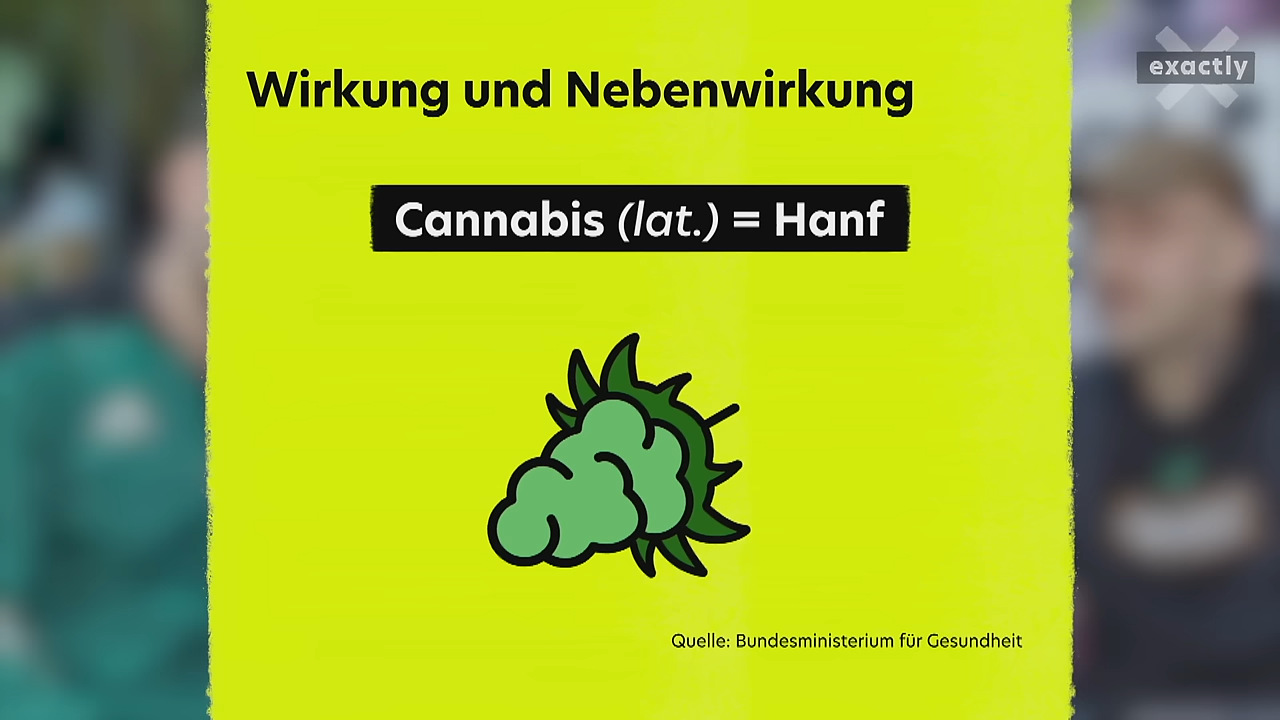 exactly
Wirkung und Nebenwirkung
Cannabis (lat.) = Hanf
Quelle: Bundesministerium für Gesundheit